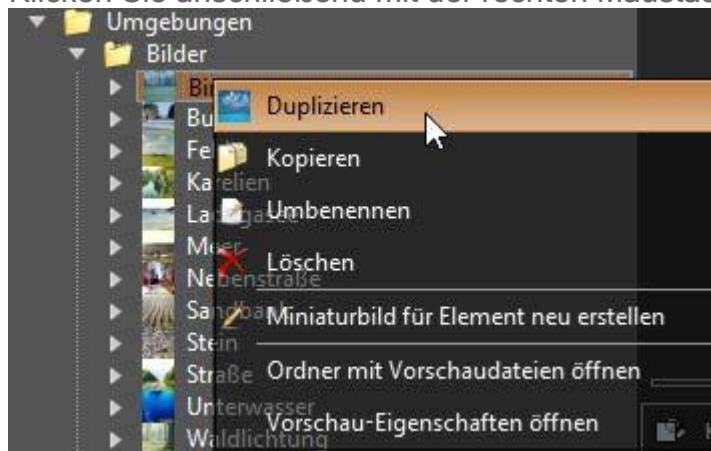 Klicken Sie anschließend mit der rechten
Umgebungen
Bilder
Duplizieren
Kopieren
Karelien
Umbenennen
Meer
Löschen
Nebenstraße
Sandbank
Miniaturbild für Element neu erstellen
Stein
Straße
Ordner mit Vorschaudateien öffnen
Unterwasser
Vorschau-Eigenschaften öffnen
Waldlichtung